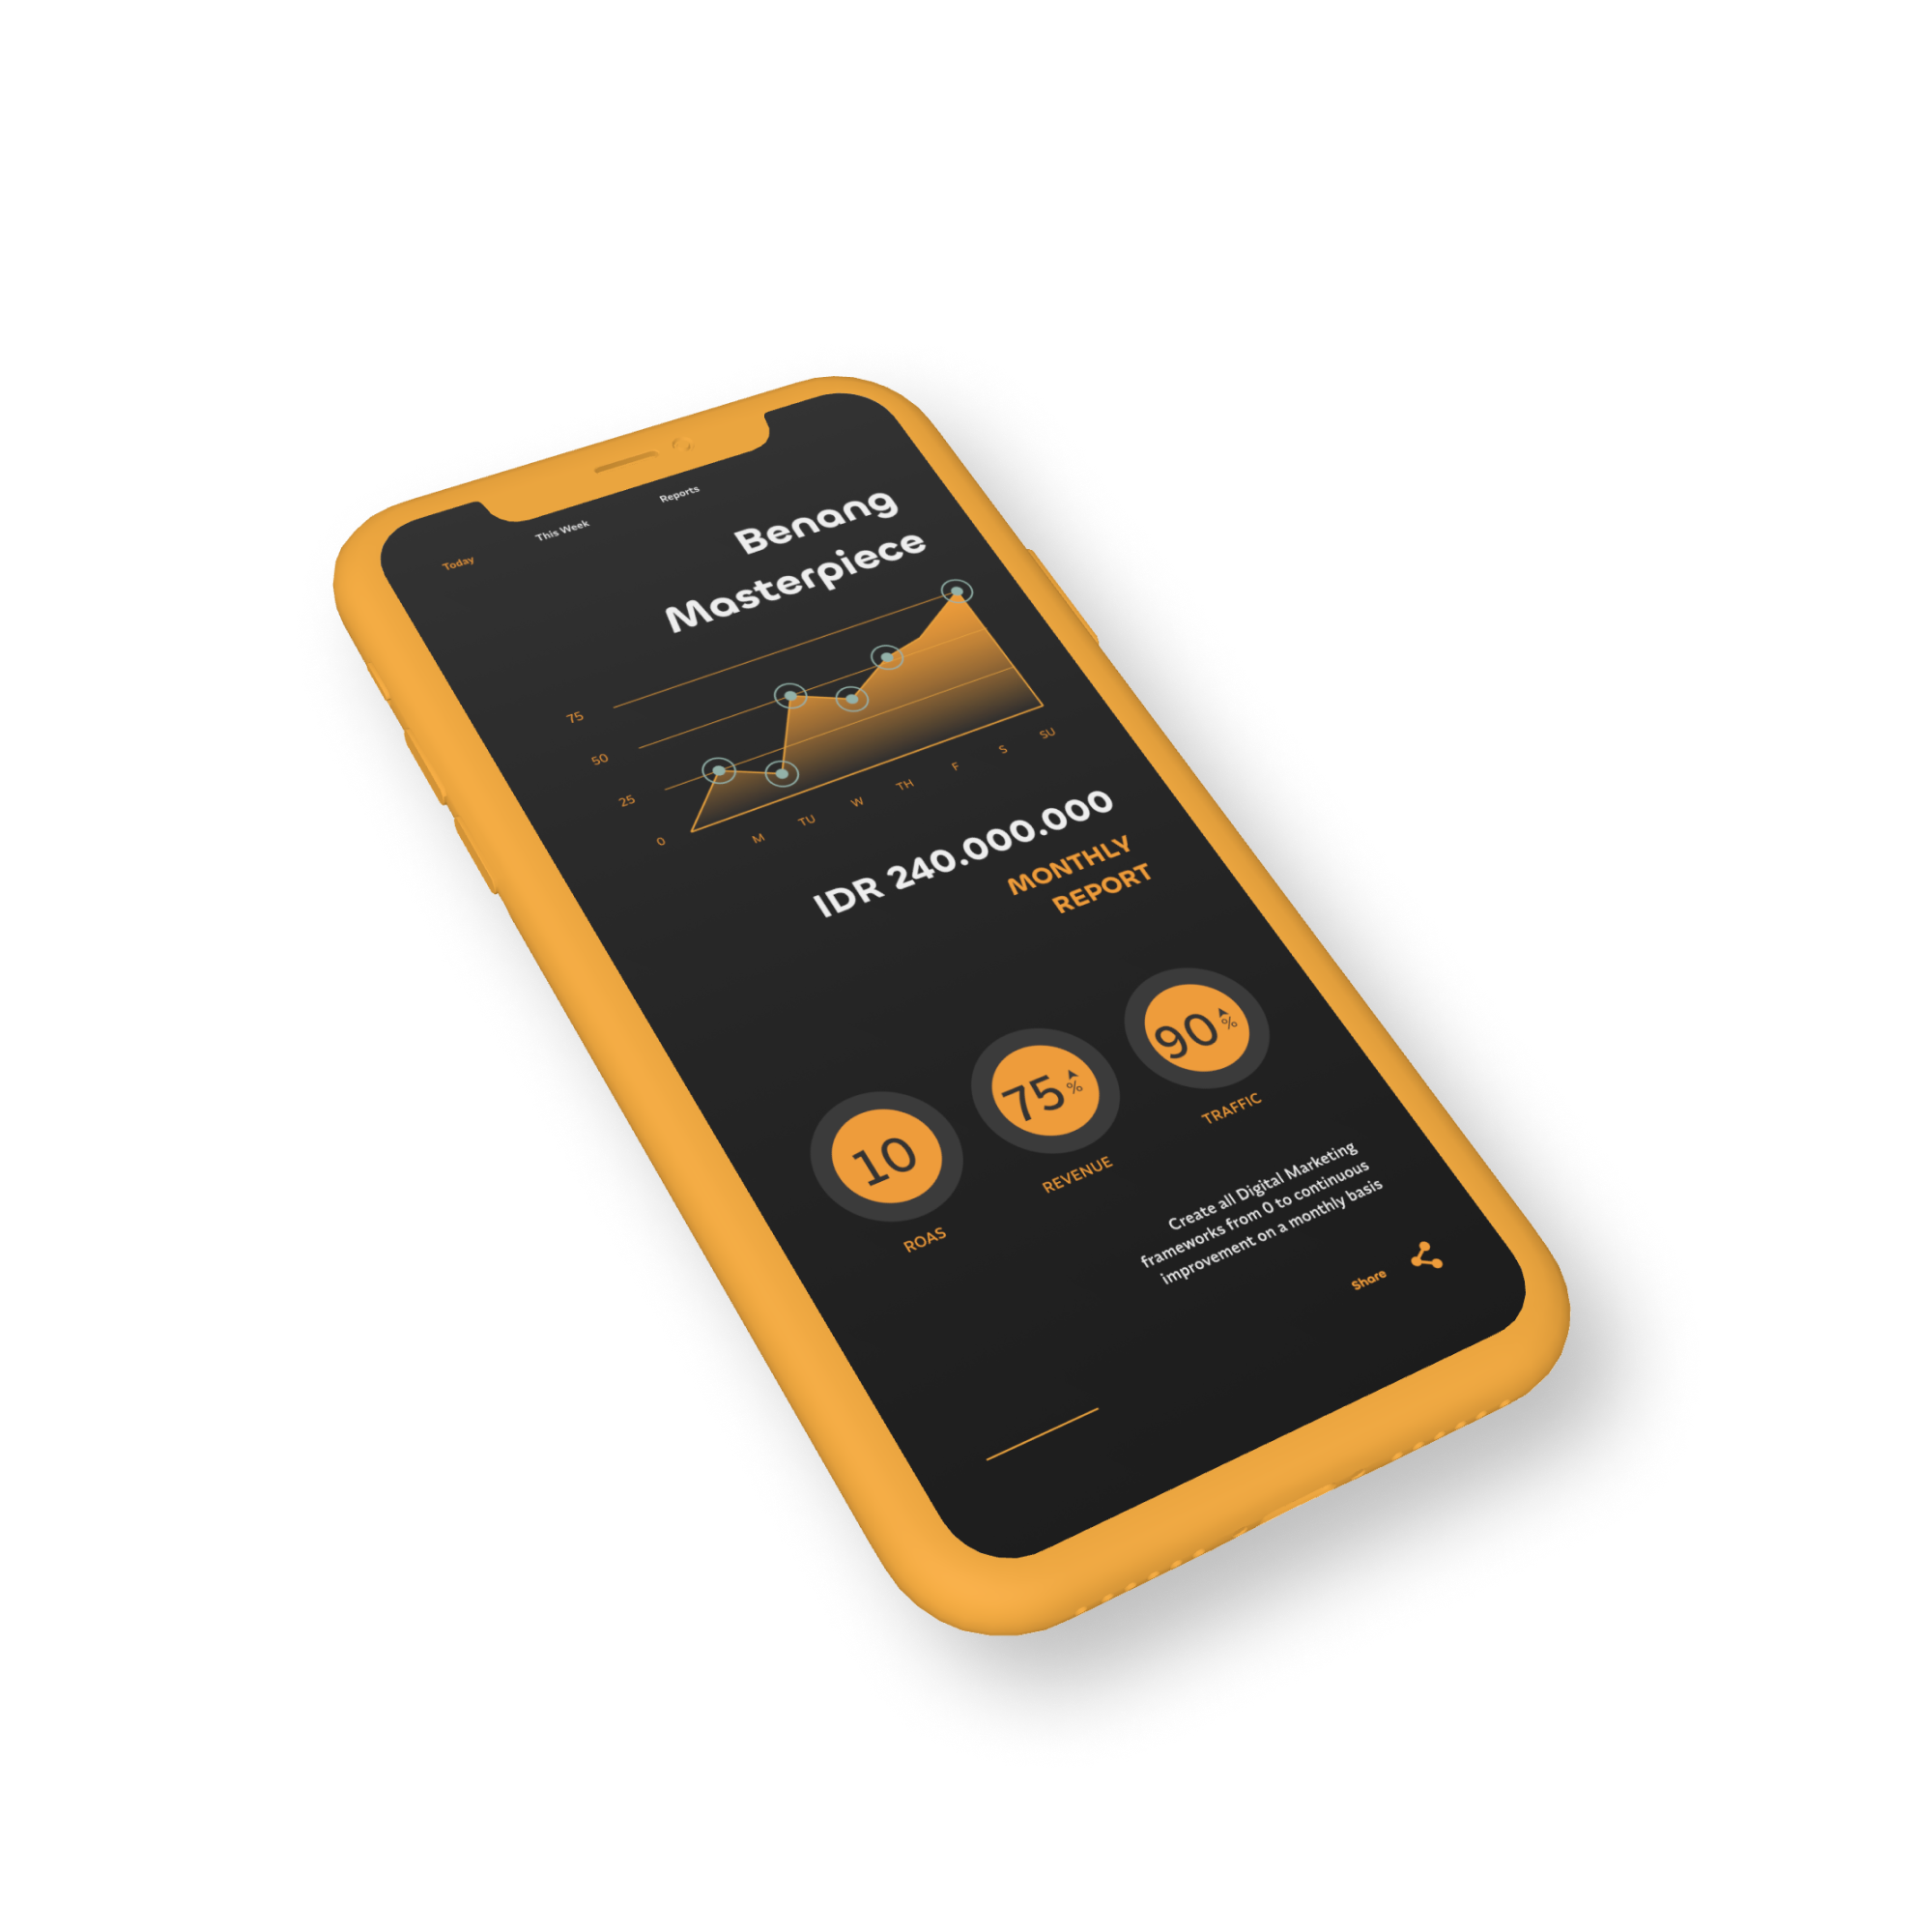 Today
This Week
Reports
Benang
Masterpiece
75
50
25
0
M
TU
W
TH
F
S
SU
IDR 240.000.000
MONTHLY
REPORT
10
ROAS
75 %
REVENUE
90 %
TRAFFIC
Create all Digital Marketing
frameworks from 0 to continuous
improvement on a monthly basis
Share